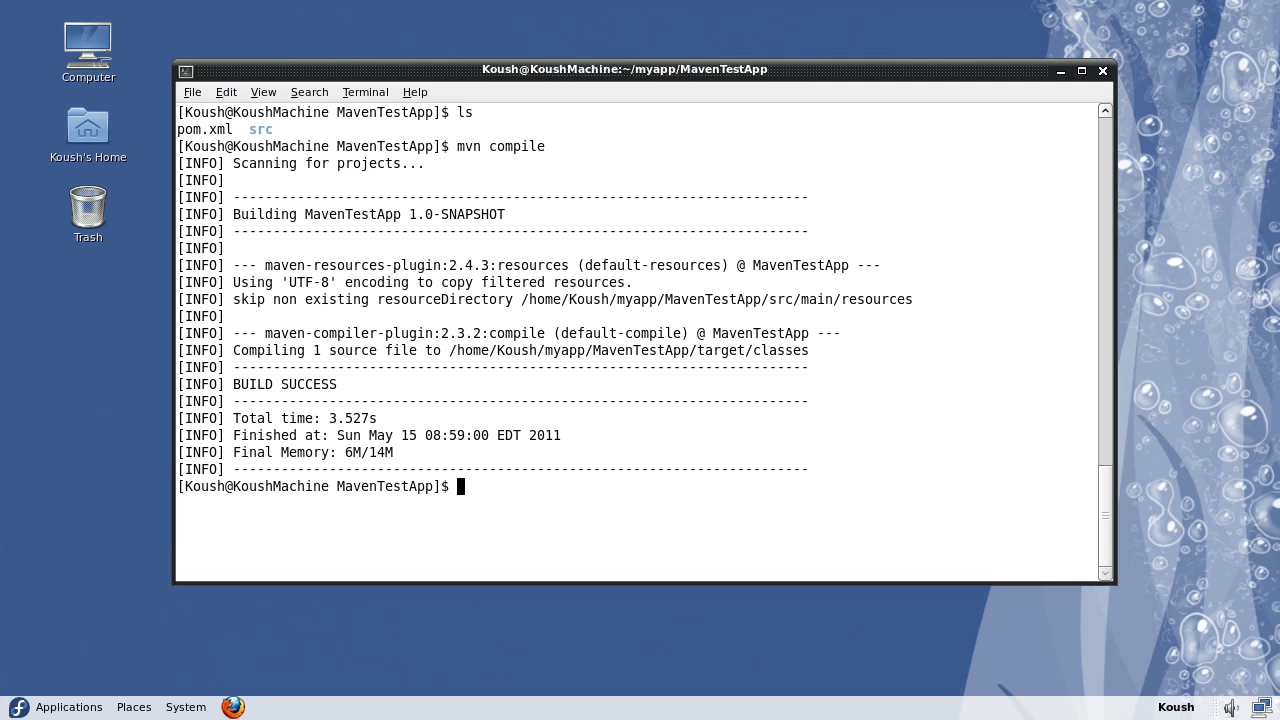 Computer
Koush's Home
Trash
Koush@KoushMachine:~/myapp/MavenTestApp
File Edit View Search Terminal Help
[Koush@KoushMachine MavenTestApp]$ ls
pom.xml  src
[Koush@KoushMachine MavenTestApp]$ mvn compile
[INFO] Scanning for projects...
[INFO]
[INFO] ------------------------------------------------------------------------
[INFO] Building MavenTestApp 1.0-SNAPSHOT
[INFO] ------------------------------------------------------------------------
[INFO]
[INFO] --- maven-resources-plugin:2.4.3:resources (default-resources) @ MavenTestApp ---
[INFO] Using 'UTF-8' encoding to copy filtered resources.
[INFO] skip non existing resourceDirectory /home/Koush/myapp/MavenTestApp/src/main/resources
[INFO]
[INFO] --- maven-compiler-plugin:2.3.2:compile (default-compile) @ MavenTestApp ---
[INFO] Compiling 1 source file to /home/Koush/myapp/MavenTestApp/target/classes
[INFO] ------------------------------------------------------------------------
[INFO] BUILD SUCCESS
[INFO] ------------------------------------------------------------------------
[INFO] Total time: 3.527s
[INFO] Finished at: Sun May 15 08:59:00 EDT 2011
[INFO] Final Memory: 6M/14M
[INFO] ------------------------------------------------------------------------
[Koush@KoushMachine MavenTestApp]$
Applications Places System Koush